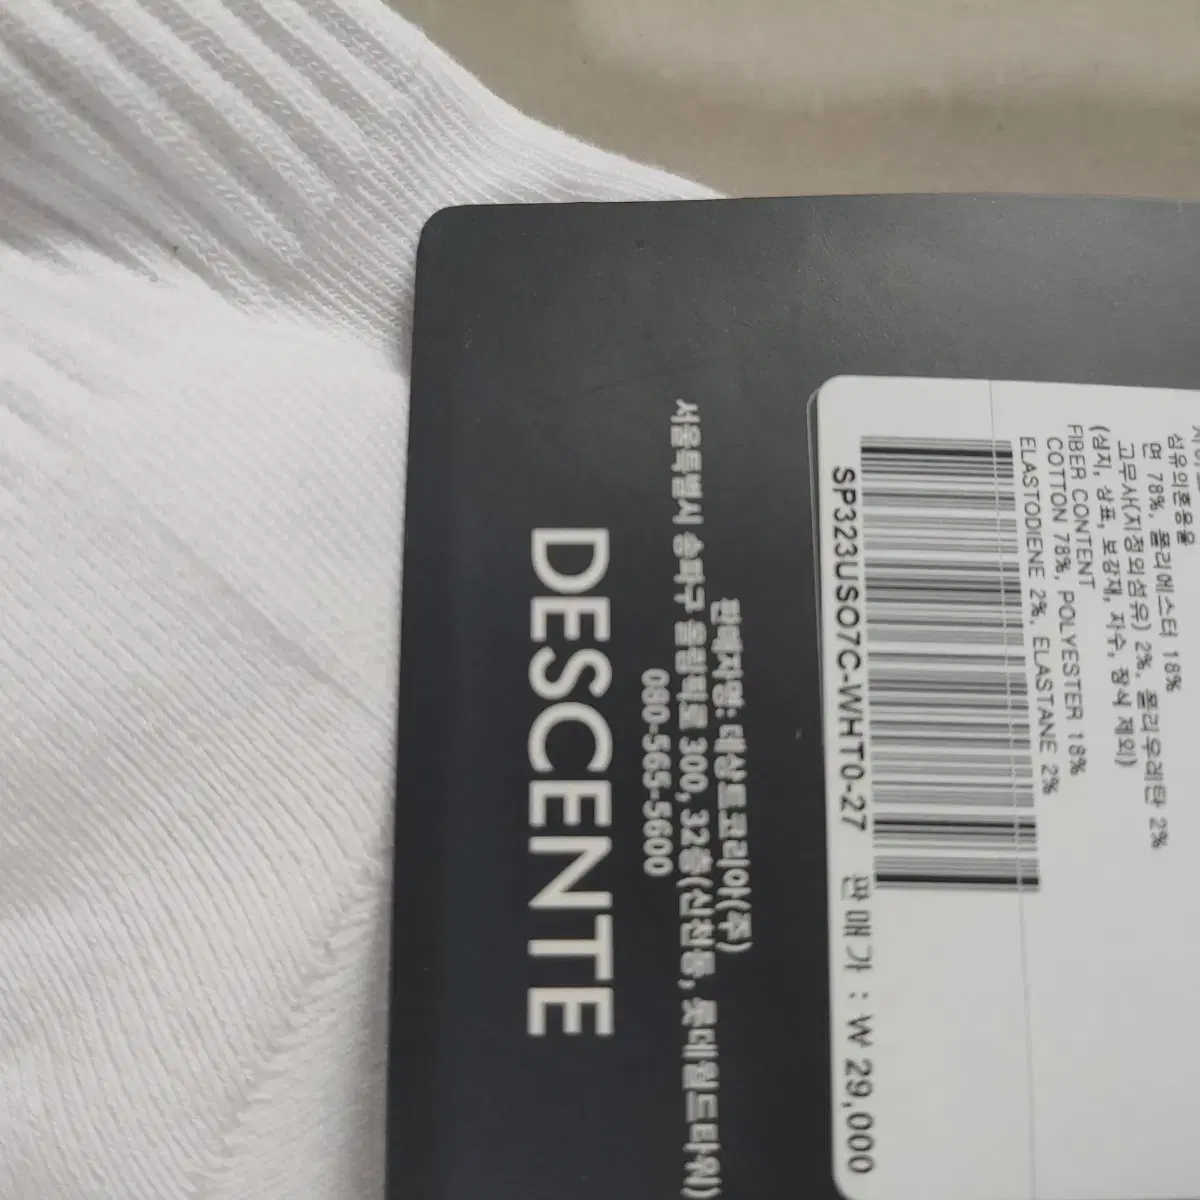 섬유의혼용율
면 78%, 폴리에스터 18%
고무사(지정외섬유) 2%, 폴리우레탄 2%
(심지, 상표, 보강재, 자수, 장식 제외)
FIBER CONTENT
COTTON 78%, POLYESTER 18%
ELASTODIENE 2%, ELASTANE 2%
SP323USO7C-WHT0-27 판매가 : ₩ 29,000
판매자명: 데상트코리아(주)
서울특별시 송파구 올림픽로 300, 32층(신천동, 롯데월드타워)
080-565-5600
DESCENTE